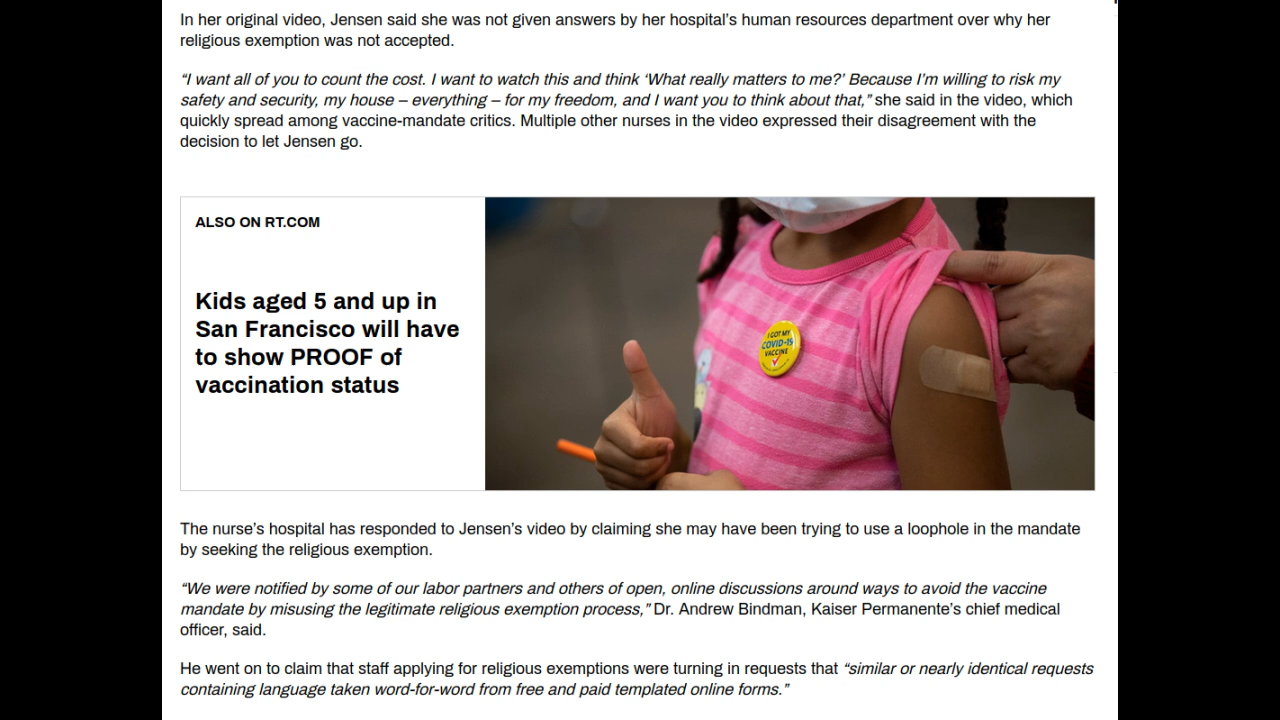 In her original video, Jensen said she was not given answers by her hospital’s human resources department over why her
religious exemption was not accepted.
“I want all of you to count the cost. I want to watch this and think ‘What really matters to me?’ Because I’m willing to risk my
safety and security, my house – everything – for my freedom, and I want you to think about that,” she said in the video, which
quickly spread among vaccine-mandate critics. Multiple other nurses in the video expressed their disagreement with the
decision to let Jensen go.
ALSO ON RT.COM
Kids aged 5 and up in
San Francisco will have
to show PROOF of
vaccination status
I GOT MY
COVID-19
VACCINE
The nurse’s hospital has responded to Jensen’s video by claiming she may have been trying to use a loophole in the mandate
by seeking the religious exemption.
“We were notified by some of our labor partners and others of open, online discussions around ways to avoid the vaccine
mandate by misusing the legitimate religious exemption process,” Dr. Andrew Bindman, Kaiser Permanente’s chief medical
officer, said.
He went on to claim that staff applying for religious exemptions were turning in requests that “similar or nearly identical requests
containing language taken word-for-word from free and paid templated online forms.”